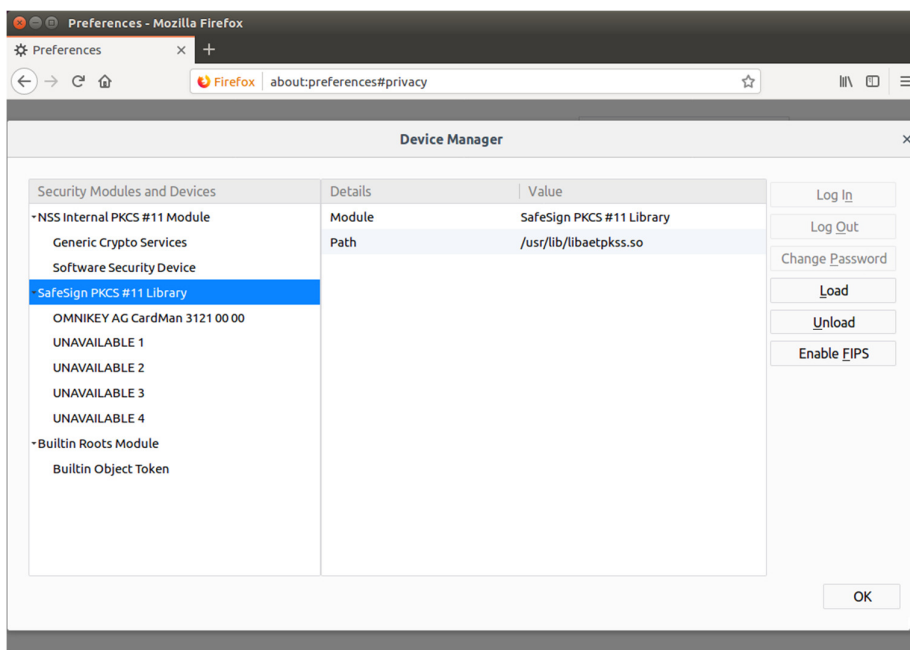 Preferences - Mozilla Firefox
Preferences
Firefox about:preferences#privacy
Device Manager
Security Modules and Devices Details Value Log In
NSS Internal PKCS #11 Module Module SafeSign PKCS #11 Library
Log Out
Generic Crypto Services Path /usr/lib/libaetpkss.so
Change Password
Software Security Device
SafeSign PKCS #11 Library Load
OMNIKEY AG CardMan 3121 00 00 Unload
UNAVAILABLE 1
Enable FIPS
UNAVAILABLE 2
UNAVAILABLE 3
UNAVAILABLE 4
Builtin Roots Module
Builtin Object Token
OK